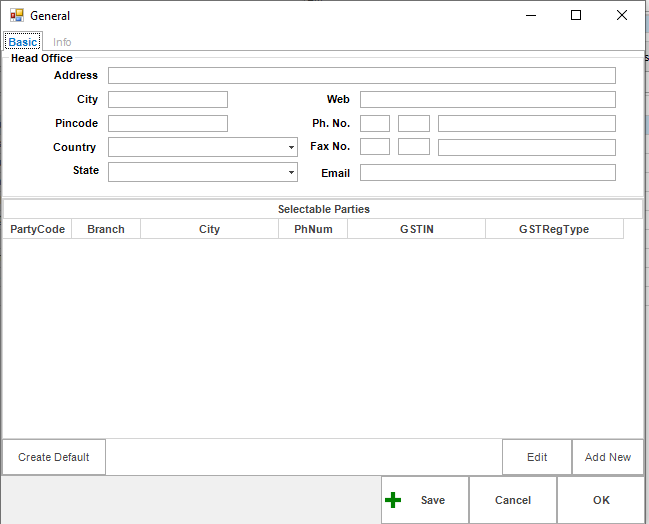 General
Basic Info
Head Office
Address
City Web
Pincode Ph. No.
Country Fax No.
State Email
Selectable Parties
PartyCode Branch City PhNum GSTIN GSTRegType
Create Default Edit Add New
Save Cancel OK